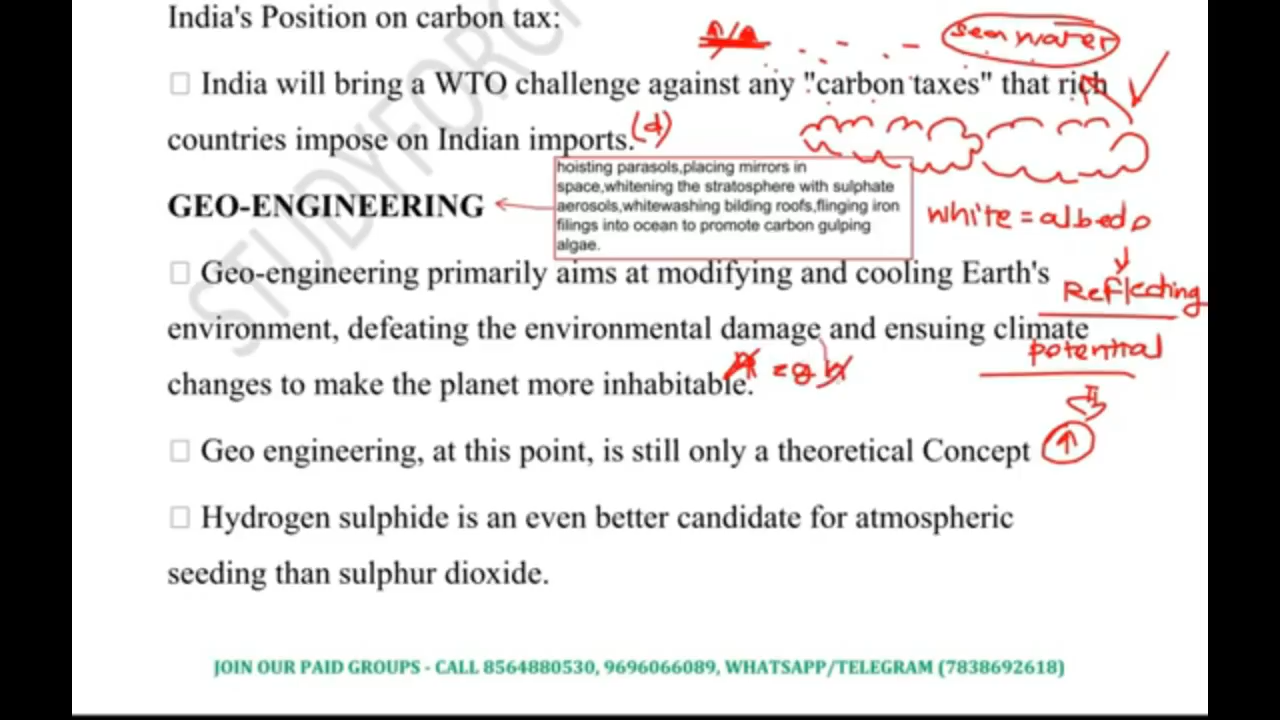 India's Position on carbon tax:
sea water
□ India will bring a WTO challenge against any "carbon taxes" that rich
countries impose on Indian imports.
(d)
hoisting parasols,placing mirrors in
space,whitening the stratosphere with sulphate
aerosols,whitewashing bilding roofs,flinging iron
filings into ocean to promote carbon gulping
algae.
GEO-ENGINEERING
white = albedo
Reflecting
potential
□ Geo-engineering primarily aims at modifying and cooling Earth's
environment, defeating the environmental damage and ensuing climate
changes to make the planet more inhabitable.
□ Geo engineering, at this point, is still only a theoretical Concept
□ Hydrogen sulphide is an even better candidate for atmospheric
seeding than sulphur dioxide.
JOIN OUR PAID GROUPS - CALL 8564880530, 9696066089, WHATSAPP/TELEGRAM (7838692618)